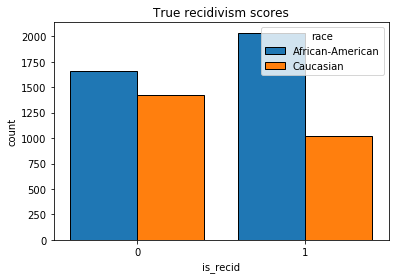 True recidivism scores
race
African-American
Caucasian
2000
1750
1500
1250
1000
750
500
250
0
count
0 1
is_recid